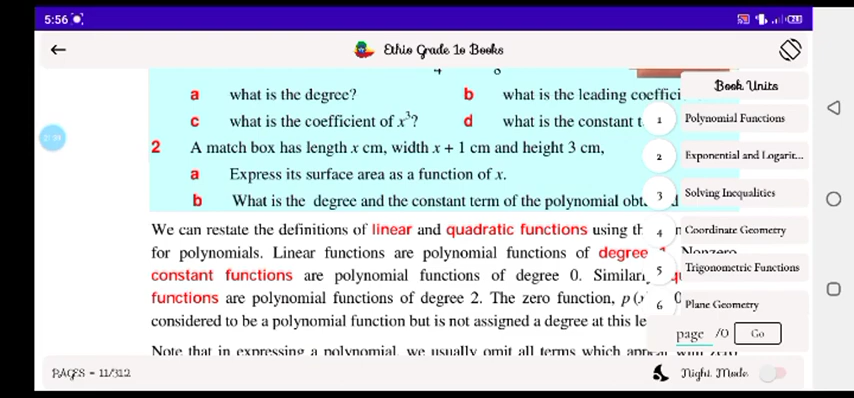 5:56
Ethio Grade 10 Books
a what is the degree? b what is the leading coeffici
c what is the coefficient of x³? d what is the constant t
2 A match box has length x cm, width x + 1 cm and height 3 cm,
a Express its surface area as a function of x.
b What is the degree and the constant term of the polynomial obt
We can restate the definitions of linear and quadratic functions using th
for polynomials. Linear functions are polynomial functions of degree 1. Nonzero
constant functions are polynomial functions of degree 0. Similar
functions are polynomial functions of degree 2. The zero function, p(
considered to be a polynomial function but is not assigned a degree at this le
Note that in expressing a polynomial, we usually omit all terms which appear with zero
Book Units
1 Polynomial Functions
2 Exponential and Logarit...
3 Solving Inequalities
4 Coordinate Geometry
5 Trigonometric Functions
6 Plane Geometry
page /0 Go
PAGES - 11/312
Night Mode